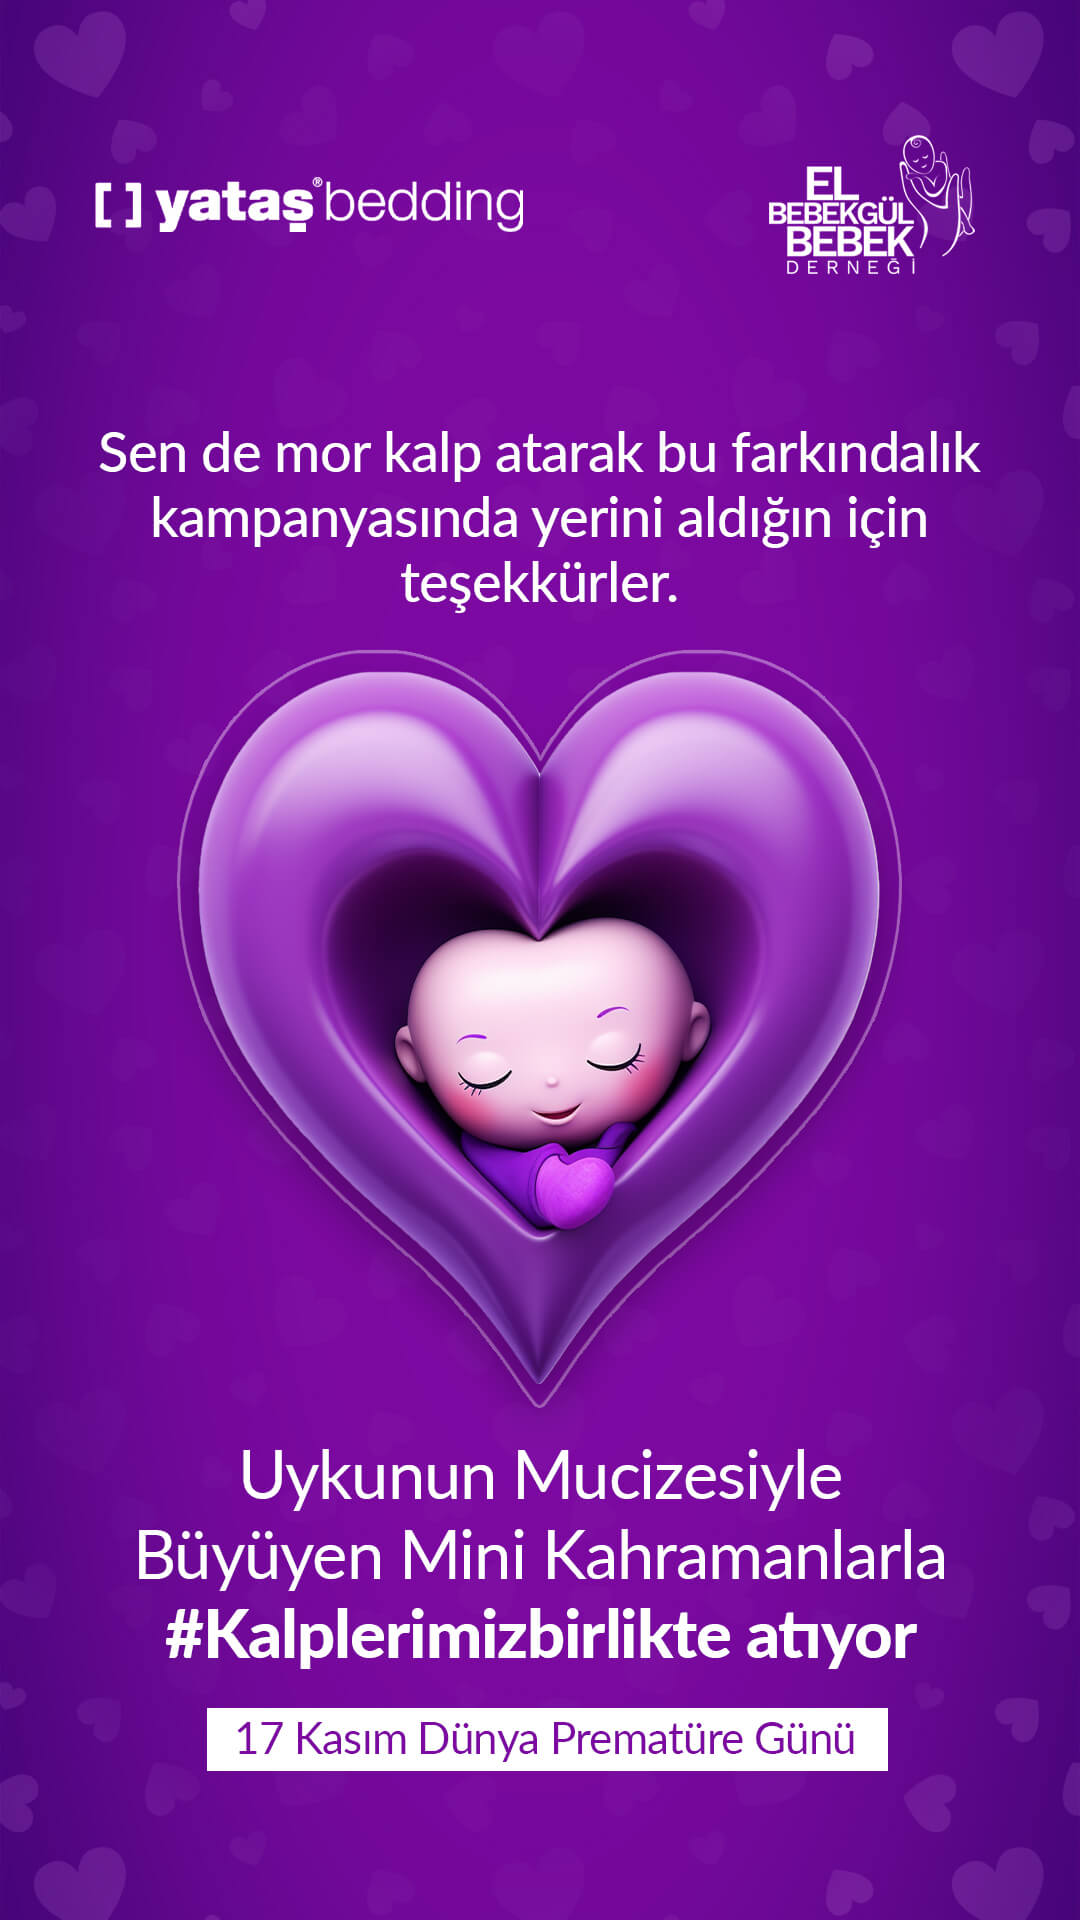 [ ] yataş® bedding
EL
BEBEKGÜL
BEBEK
DERNEĞİ
Sen de mor kalp atarak bu farkındalık
kampanyasında yerini aldığın için
teşekkürler.
Uykunun Mucizesiyle
Büyüyen Mini Kahramanlarla
#Kalplerimizbirlikte atıyor
17 Kasım Dünya Prematüre Günü